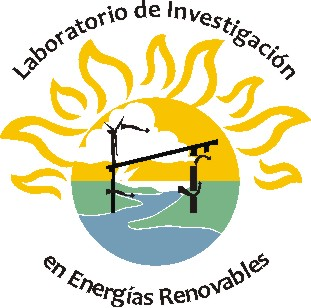 Laboratorio de Investigación
en Energías Renovables